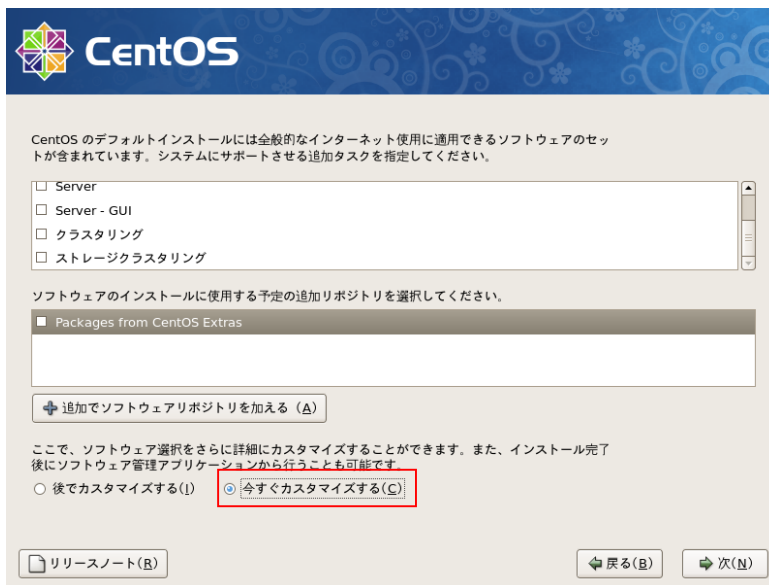 CentOS
CentOS のデフォルトインストールには全般的なインターネット使用に適用できるソフトウェアのセッ
トが含まれています。システムにサポートさせる追加タスクを指定してください。
Server
Server - GUI
クラスタリング
ストレージクラスタリング
ソフトウェアのインストールに使用する予定の追加リポジトリを選択してください。
Packages from CentOS Extras
追加でソフトウェアリポジトリを加える（A）
ここで、ソフトウェア選択をさらに詳細にカスタマイズすることができます。また、インストール完了
後にソフトウェア管理アプリケーションから行うことも可能です。
後でカスタマイズする(l) 今すぐカスタマイズする(C)
リリースノート(R) 戻る(B) 次(N)